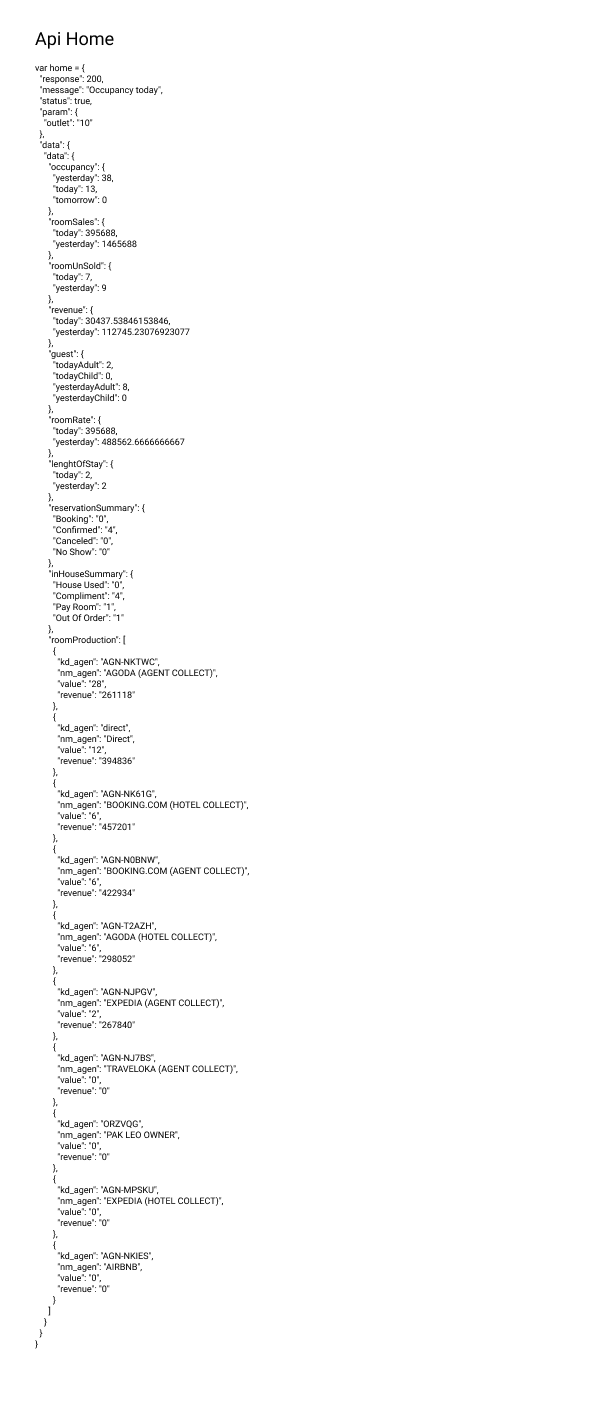 Api Home
var home = {
"response": 200,
"message": "Occupancy today",
"status": true,
"param": {
"outlet": "10"
},
"data": {
"data": {
"occupancy": {
"yesterday": 38,
"today": 13,
"tomorrow": 0
},
"roomSales": {
"today": 395688,
"yesterday": 1465688
},
"roomUnSold": {
"today": 7,
"yesterday": 9
},
"revenue": {
"today": 30437.53846153846,
"yesterday": 112745.23076923077
},
"guest": {
"todayAdult": 2,
"todayChild": 0,
"yesterdayAdult": 8,
"yesterdayChild": 0
},
"roomRate": {
"today": 395688,
"yesterday": 488562.6666666667
},
"lenghtOfStay": {
"today": 2,
"yesterday": 2
},
"reservationSummary": {
"Booking": "0",
"Confirmed": "4",
"Canceled": "0",
"No Show": "0"
},
"inHouseSummary": {
"House Used": "0",
"Compliment": "4",
"Pay Room": "1",
"Out Of Order": "1"
},
"roomProduction": [
{
"kd_agen": "AGN-NKTWC",
"nm_agen": "AGODA (AGENT COLLECT)",
"value": "28",
"revenue": "261118"
},
{
"kd_agen": "direct",
"nm_agen": "Direct",
"value": "12",
"revenue": "394836"
},
{
"kd_agen": "AGN-NK61G",
"nm_agen": "BOOKING.COM (HOTEL COLLECT)",
"value": "6",
"revenue": "457201"
},
{
"kd_agen": "AGN-N0BNW",
"nm_agen": "BOOKING.COM (AGENT COLLECT)",
"value": "6",
"revenue": "422934"
},
{
"kd_agen": "AGN-T2AZH",
"nm_agen": "AGODA (HOTEL COLLECT)",
"value": "6",
"revenue": "298052"
},
{
"kd_agen": "AGN-NJPGV",
"nm_agen": "EXPEDIA (AGENT COLLECT)",
"value": "2",
"revenue": "267840"
},
{
"kd_agen": "AGN-NJ7BS",
"nm_agen": "TRAVELOKA (AGENT COLLECT)",
"value": "0",
"revenue": "0"
},
{
"kd_agen": "ORZVQG",
"nm_agen": "PAK LEO OWNER",
"value": "0",
"revenue": "0"
},
{
"kd_agen": "AGN-MPSKU",
"nm_agen": "EXPEDIA (HOTEL COLLECT)",
"value": "0",
"revenue": "0"
},
{
"kd_agen": "AGN-NKIES",
"nm_agen": "AIRBNB",
"value": "0",
"revenue": "0"
}
]
}
}
}